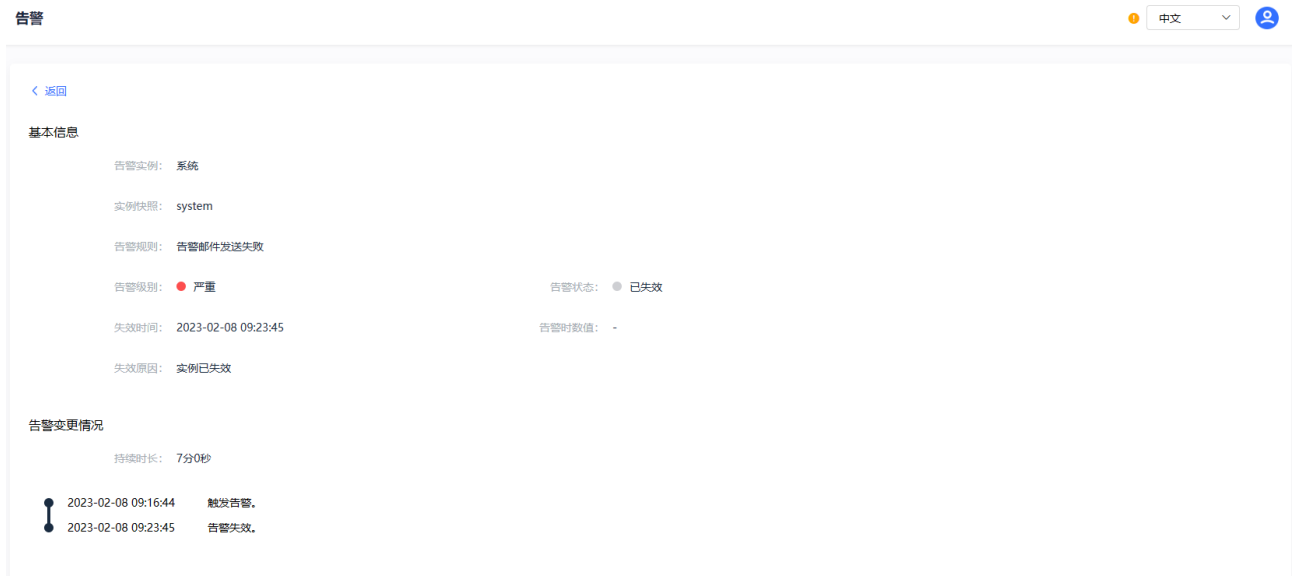 告警
中文
返回
基本信息
告警实例： 系统
实例快照： system
告警规则： 告警邮件发送失败
告警级别： 严重 告警状态： 已失效
失效时间： 2023-02-08 09:23:45 告警时数值： -
失效原因： 实例已失效
告警变更情况
持续时长： 7分0秒
2023-02-08 09:16:44 触发告警。
2023-02-08 09:23:45 告警失效。